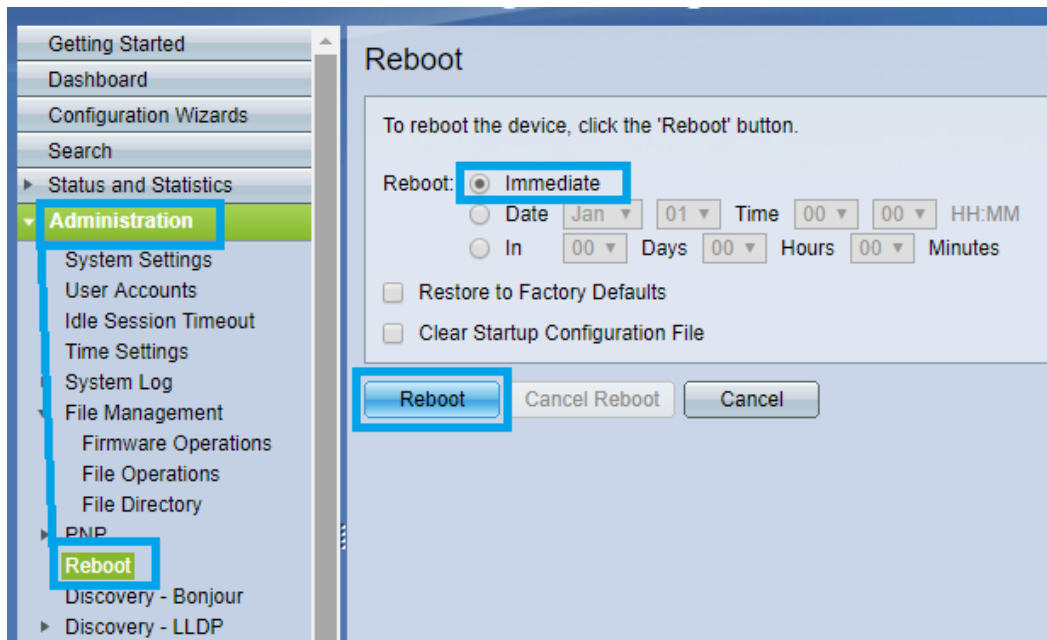 Getting Started
Dashboard
Configuration Wizards
Search
Status and Statistics
Administration
System Settings
User Accounts
Idle Session Timeout
Time Settings
System Log
File Management
Firmware Operations
File Operations
File Directory
PNP
Reboot
Discovery - Bonjour
Discovery - LLDP
Reboot
To reboot the device, click the 'Reboot' button.
Reboot: Immediate
Date Jan 01 Time 00 00 HH:MM
In 00 Days 00 Hours 00 Minutes
Restore to Factory Defaults
Clear Startup Configuration File
Reboot Cancel Reboot Cancel